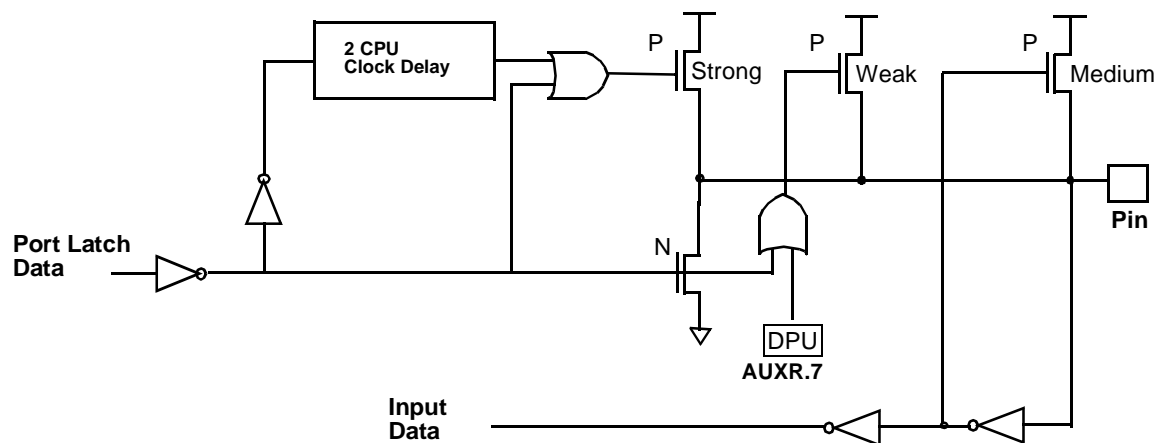 2 CPU
Clock Delay
P
Strong
P
Weak
P
Medium
Pin
N
Port Latch
Data
DPU
AUXR.7
Input
Data